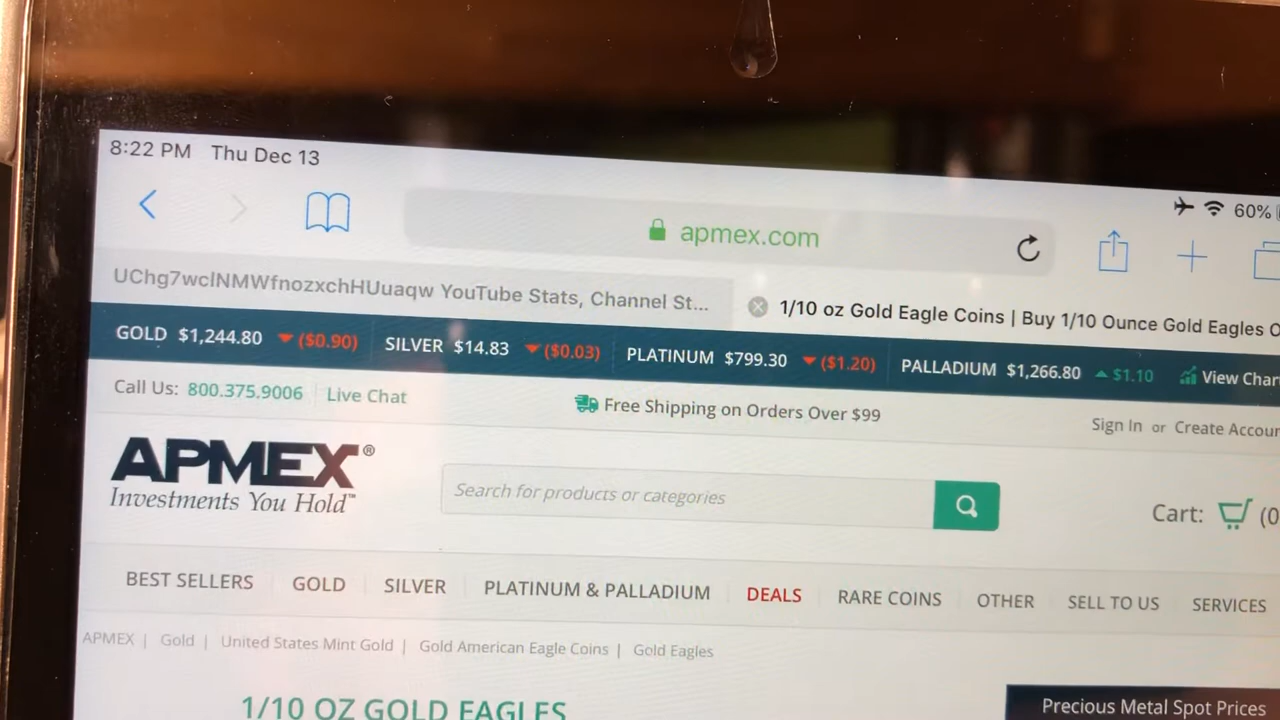 8:22 PM Thu Dec 13
60%
apmex.com
UChg7wclNMWfnozxchHUuaqw YouTube Stats, Channel St...
1/10 oz Gold Eagle Coins | Buy 1/10 Ounce Gold Eagles O
GOLD $1,244.80 ($0.90) SILVER $14.83 ($0.03) PLATINUM $799.30 ($1.20) PALLADIUM $1,266.80 $1.10 View Char
Call Us: 800.375.9006 Live Chat Free Shipping on Orders Over $99 Sign In or Create Accour
APMEX®
Investments You Hold™
Search for products or categories
Cart: (0
BEST SELLERS GOLD SILVER PLATINUM & PALLADIUM DEALS RARE COINS OTHER SELL TO US SERVICES
APMEX | Gold | United States Mint Gold | Gold American Eagle Coins | Gold Eagles
1/10 OZ GOLD EAGLES
Precious Metal Spot Prices